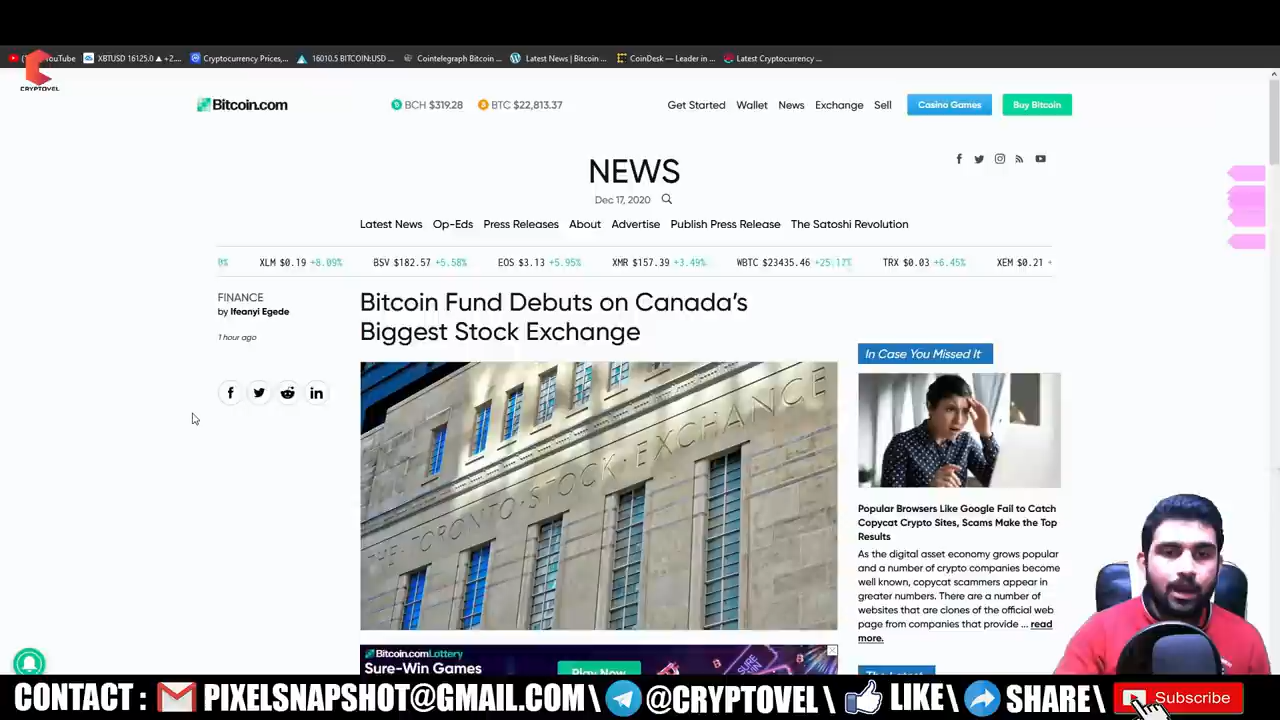 YouTube
XBTUSD 16125.0 ▲ +2....
Cryptocurrency Prices,...
16010.5 BITCOIN:USD ...
Cointelegraph Bitcoin ...
Latest News | Bitcoin ...
CoinDesk — Leader in ...
Latest Cryptocurrency ...
CRYPTOVEL
Bitcoin.com
BCH $319.28 BTC $22,813.37
Get Started Wallet News Exchange Sell Casino Games Buy Bitcoin
NEWS
Dec 17, 2020
Latest News Op-Eds Press Releases About Advertise Publish Press Release The Satoshi Revolution
XLM $0.19 +8.09% BSV $182.57 +5.58% EOS $3.13 +5.95% XMR $157.39 +3.49% WBTC $23435.46 +25.17% TRX $0.03 +6.45% XEM $0.21 +
FINANCE
by Ifeanyi Egede
1 hour ago
Bitcoin Fund Debuts on Canada's
Biggest Stock Exchange
THE·TORONTO·STOCK·EXCHANGE
Bitcoin.comLottery
Sure-Win Games
Play Now
In Case You Missed It
Popular Browsers Like Google Fail to Catch
Copycat Crypto Sites, Scams Make the Top
Results
As the digital asset economy grows popular
and a number of crypto companies become
well known, copycat scammers appear in
greater numbers. There are a number of
websites that are clones of the official web
page from companies that provide ... read
more.
CONTACT : PIXELSNAPSHOT@GMAIL.COM \ @CRYPTOVEL \ LIKE \ SHARE \ Subscribe